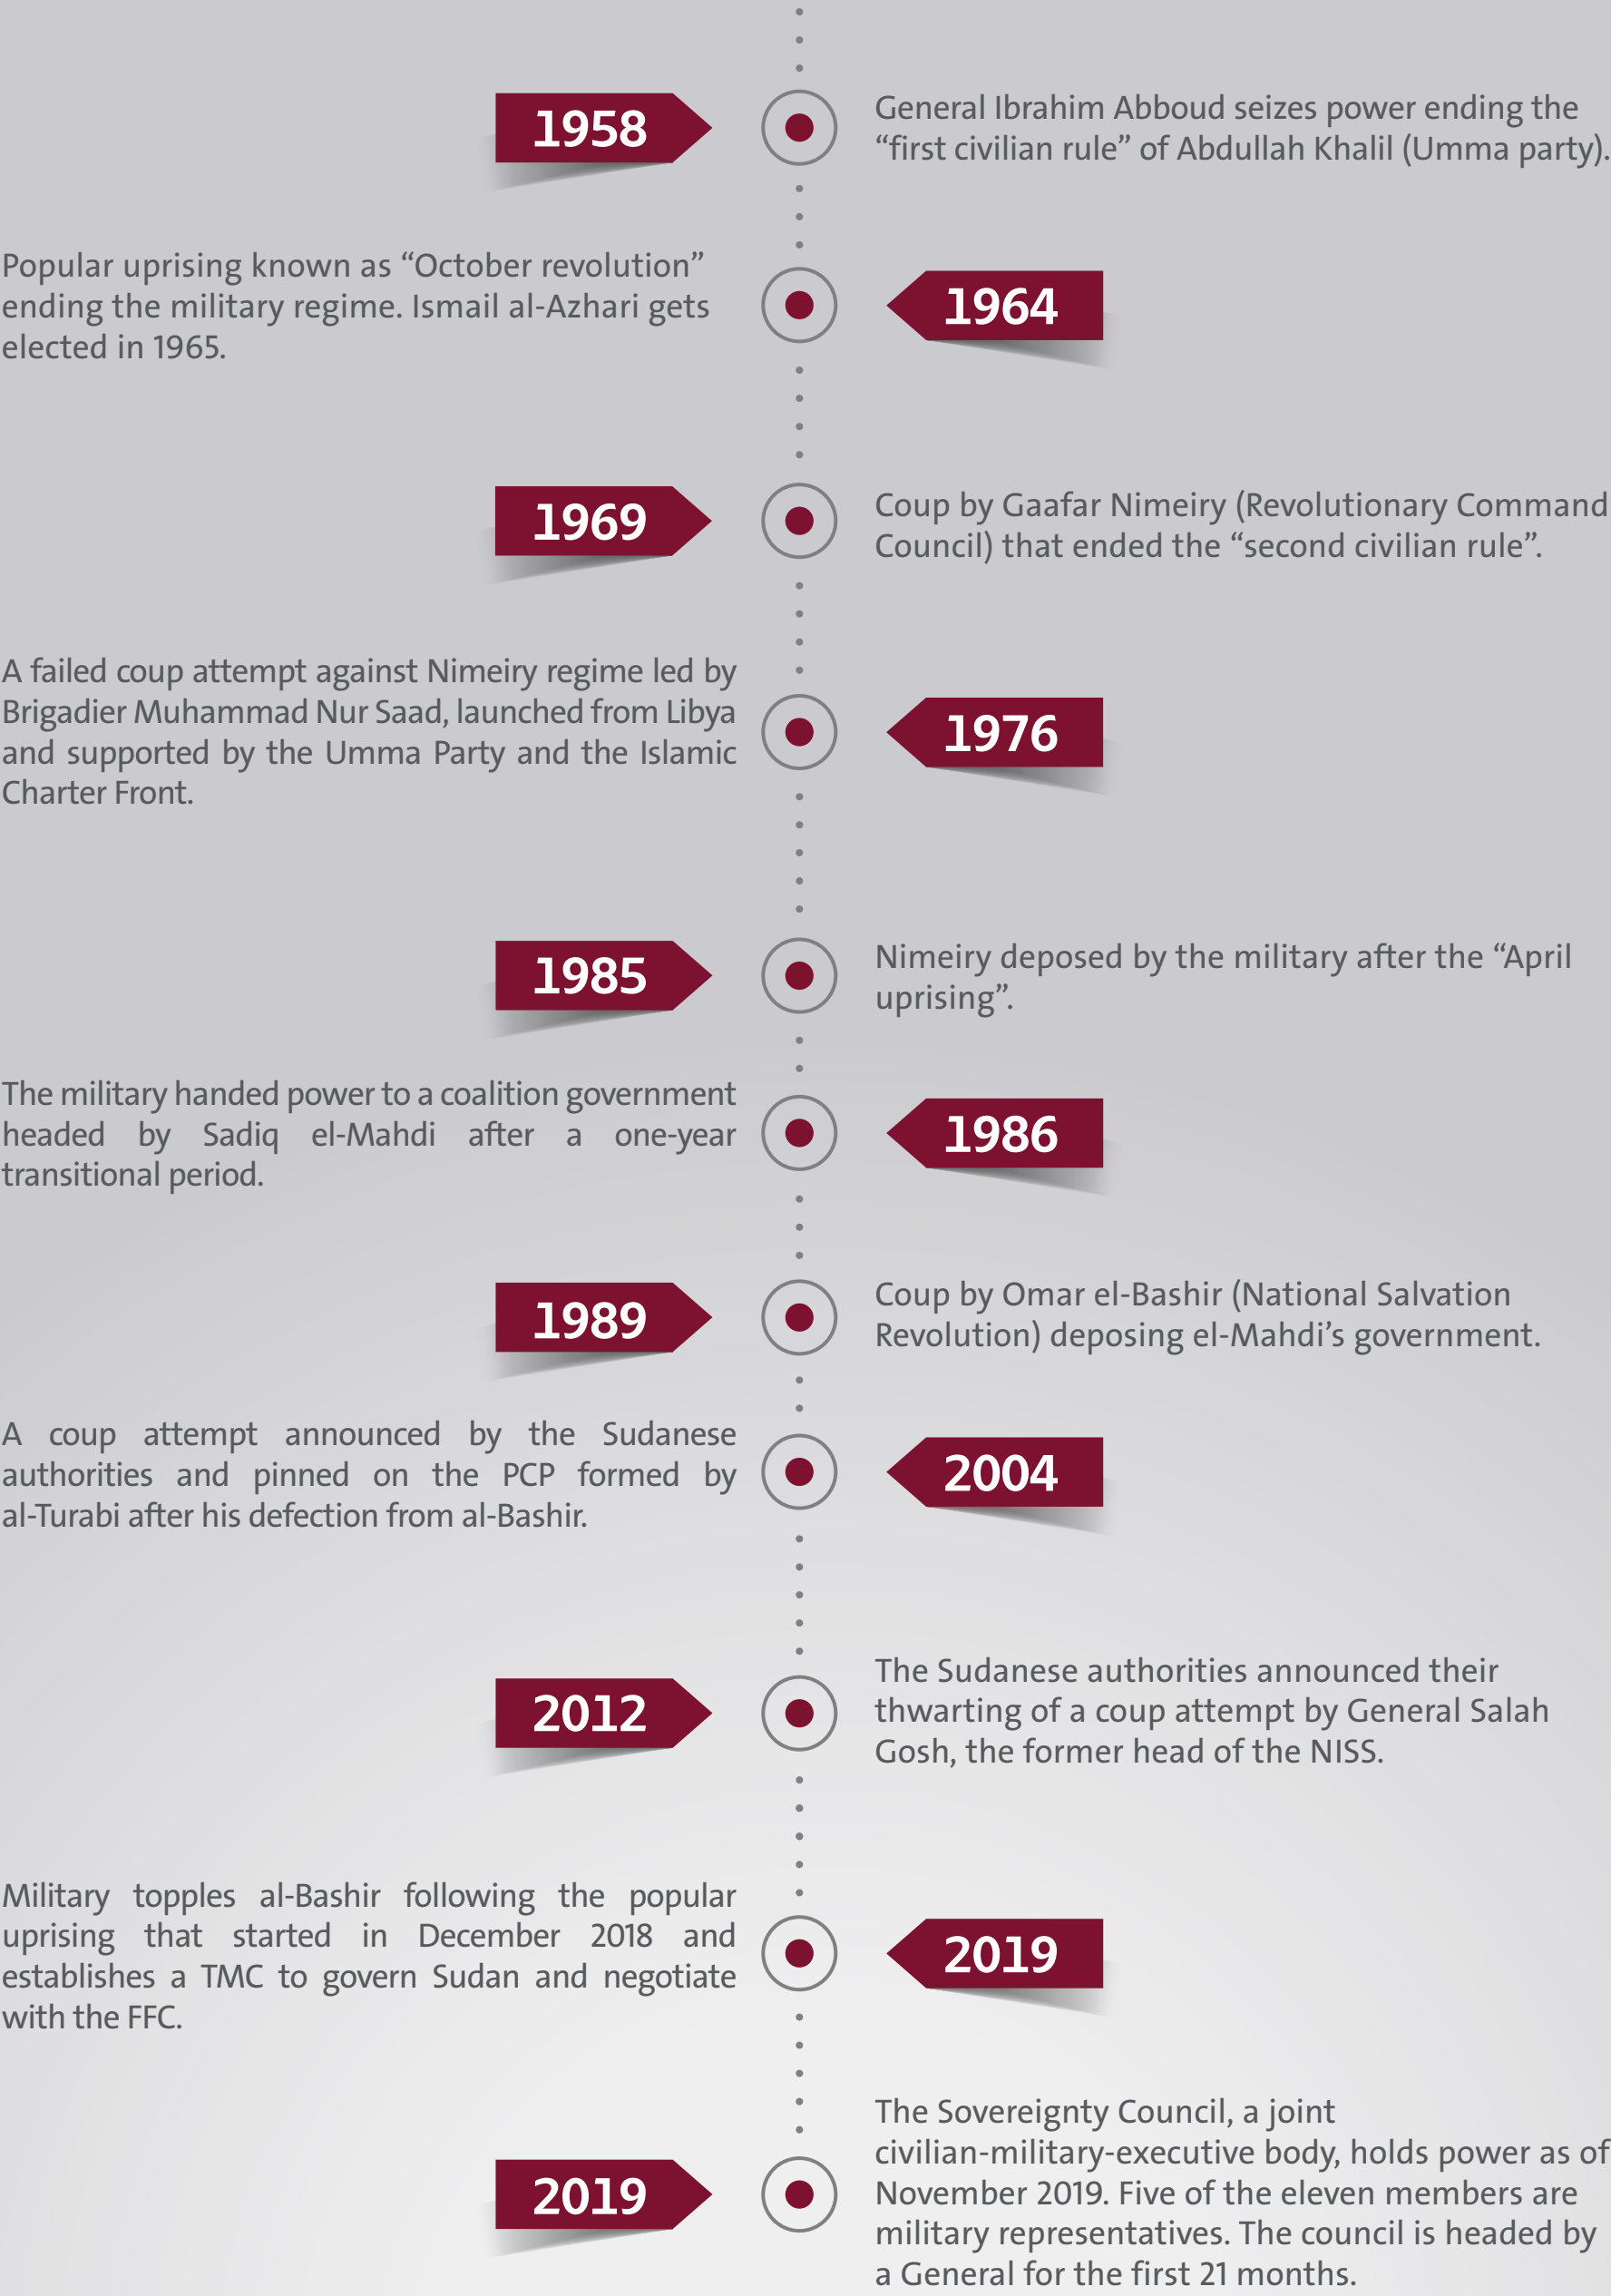 1958
General Ibrahim Abboud seizes power ending the
“first civilian rule” of Abdullah Khalil (Umma party).
Popular uprising known as “October revolution”
ending the military regime. Ismail al-Azhari gets
elected in 1965.
1964
1969
Coup by Gaafar Nimeiry (Revolutionary Command
Council) that ended the “second civilian rule”.
A failed coup attempt against Nimeiry regime led by
Brigadier Muhammad Nur Saad, launched from Libya
and supported by the Umma Party and the Islamic
Charter Front.
1976
1985
Nimeiry deposed by the military after the “April
uprising”.
The military handed power to a coalition government
headed by Sadiq el-Mahdi after a one-year
transitional period.
1986
1989
Coup by Omar el-Bashir (National Salvation
Revolution) deposing el-Mahdi’s government.
A coup attempt announced by the Sudanese
authorities and pinned on the PCP formed by
al-Turabi after his defection from al-Bashir.
2004
2012
The Sudanese authorities announced their
thwarting of a coup attempt by General Salah
Gosh, the former head of the NISS.
Military topples al-Bashir following the popular
uprising that started in December 2018 and
establishes a TMC to govern Sudan and negotiate
with the FFC.
2019
2019
The Sovereignty Council, a joint
civilian-military-executive body, holds power as of
November 2019. Five of the eleven members are
military representatives. The council is headed by
a General for the first 21 months.